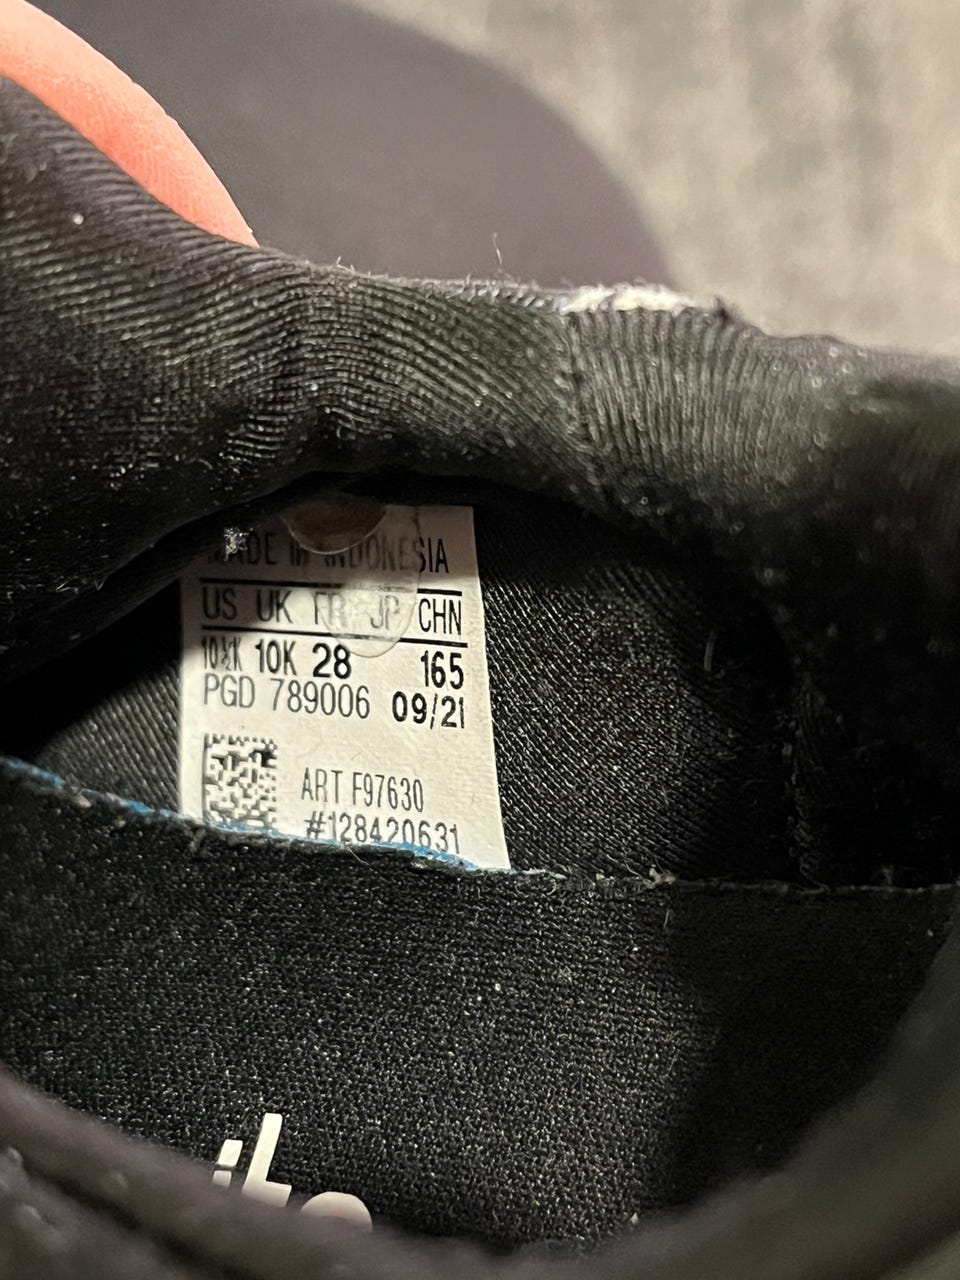 MADE IN INDONESIA
US UK FR JP CHN
10½K 10K 28 165
PGD 789006 09/21
ART F97630
#128420631